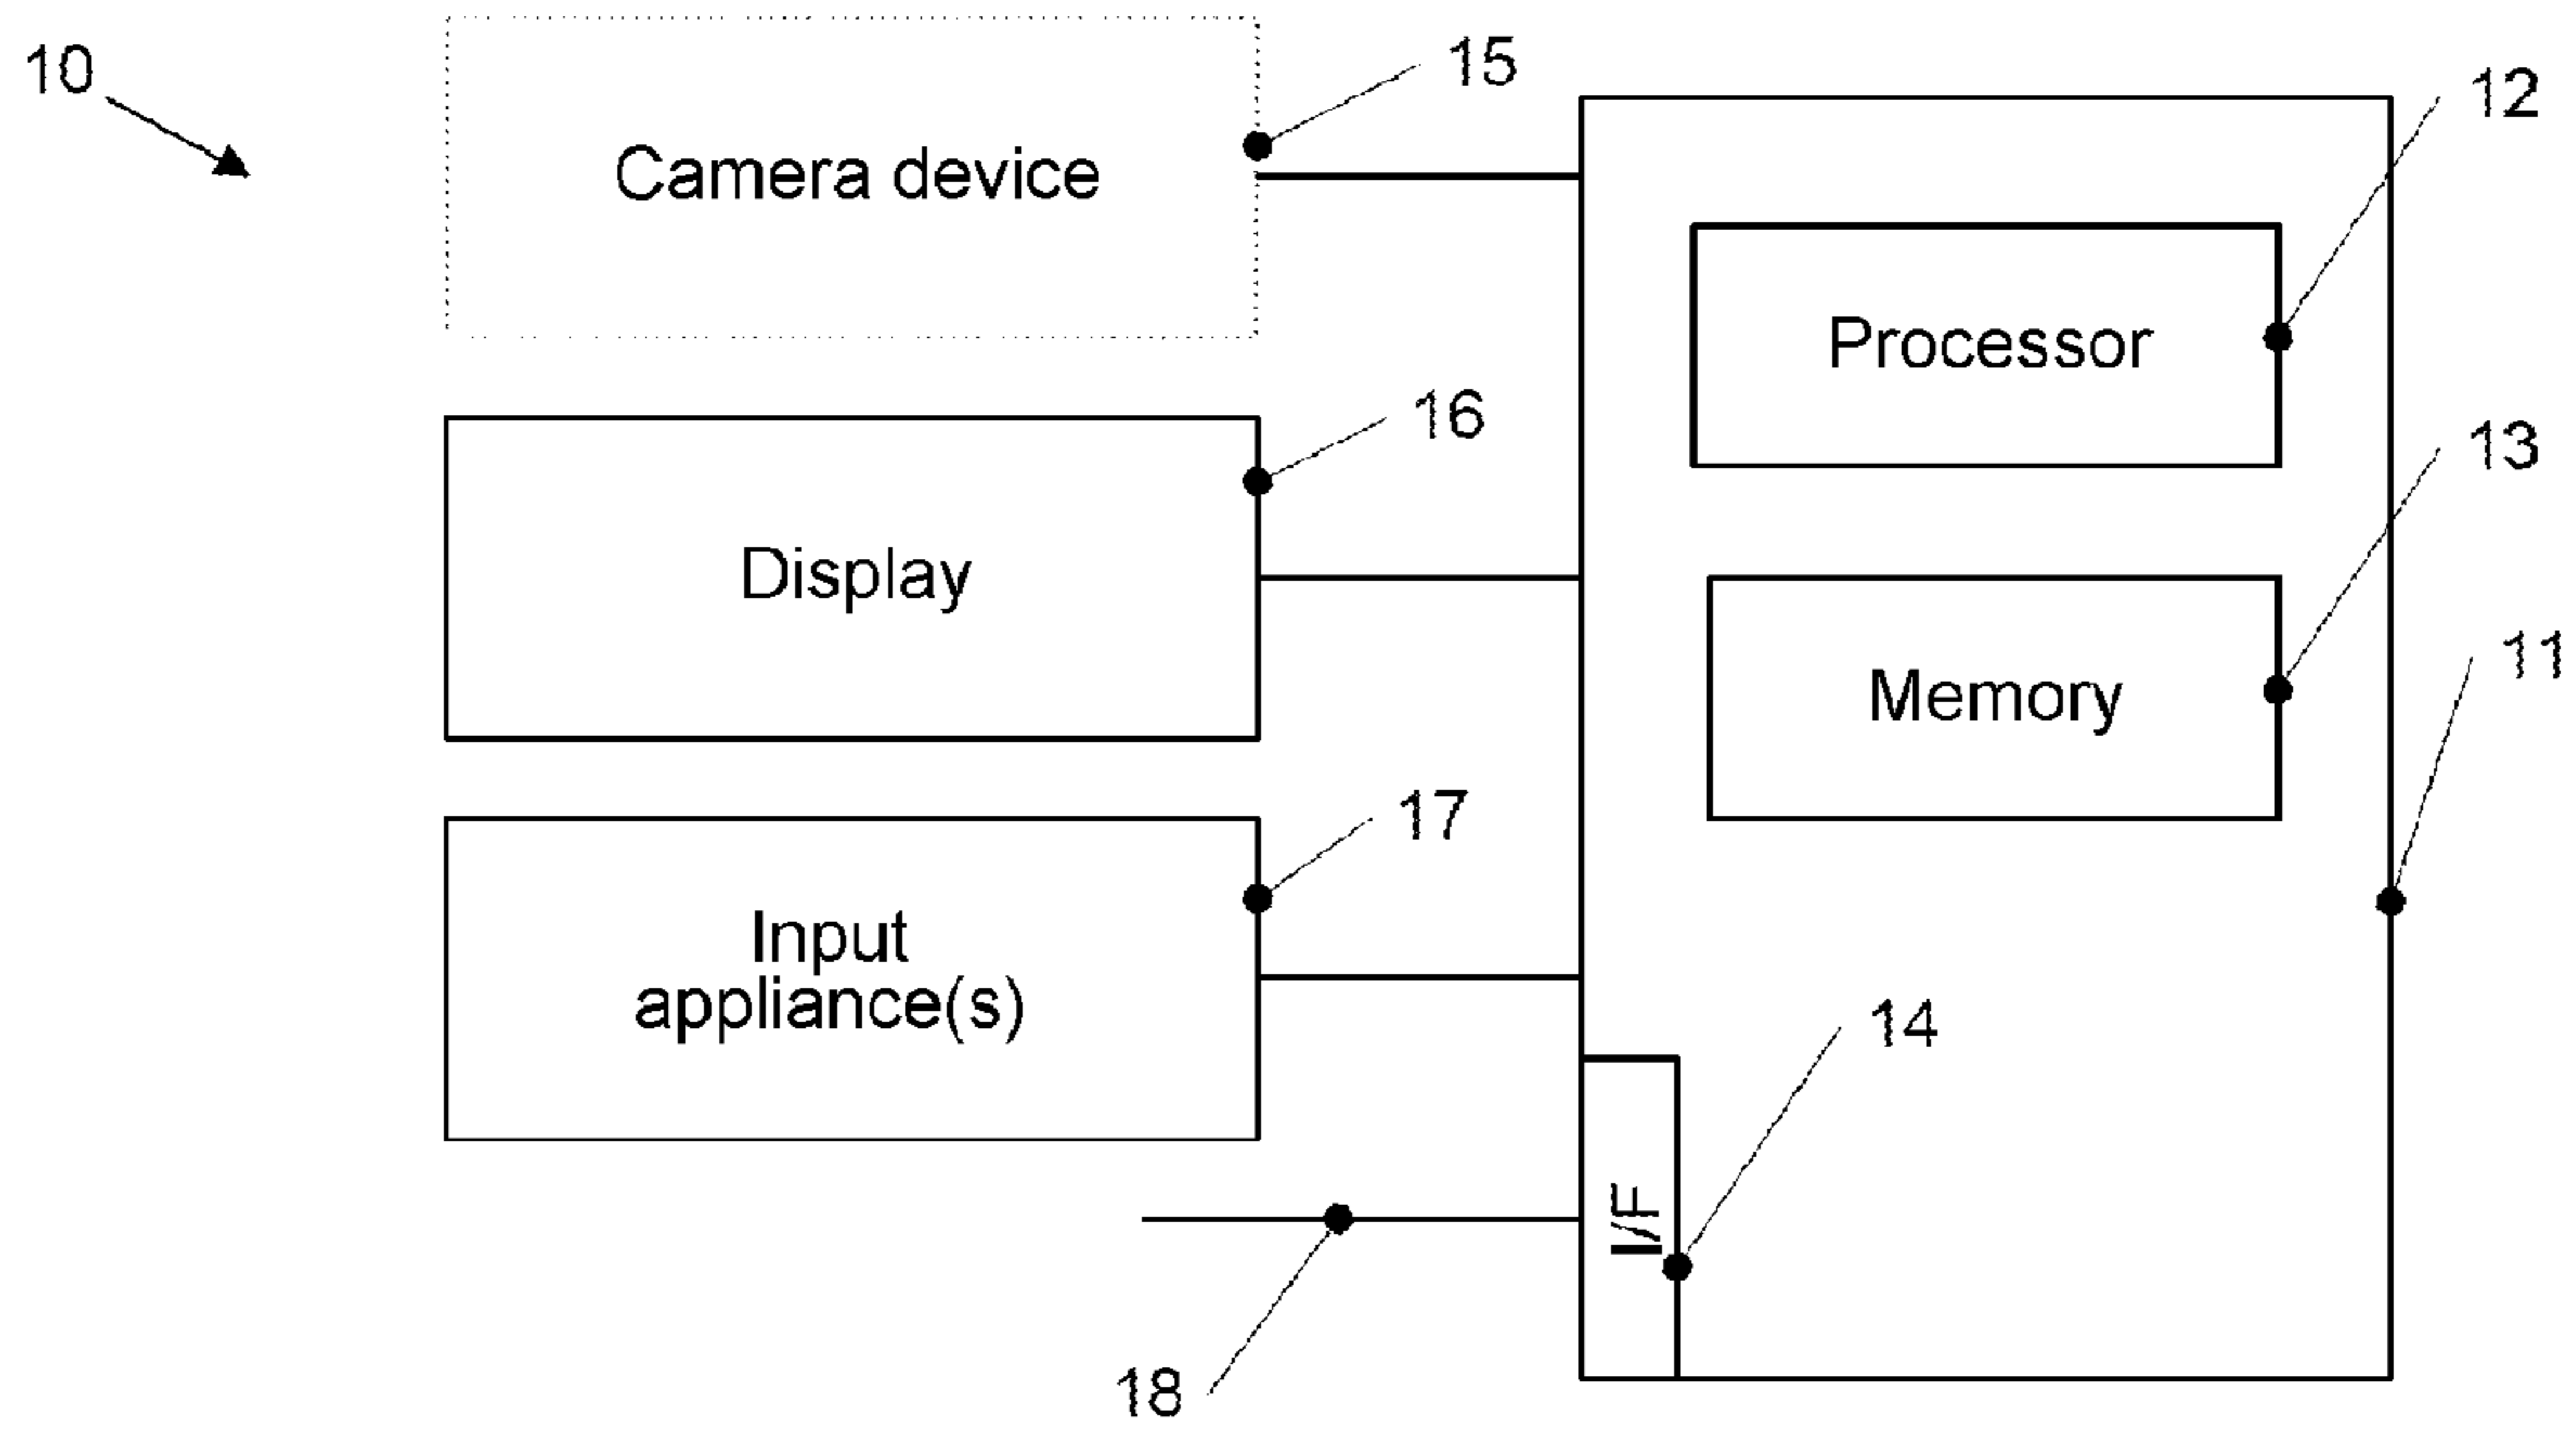 10
15
12
Camera device
Processor
16
13
Display
Memory
11
17
Input
appliance(s)
14
I/F
18